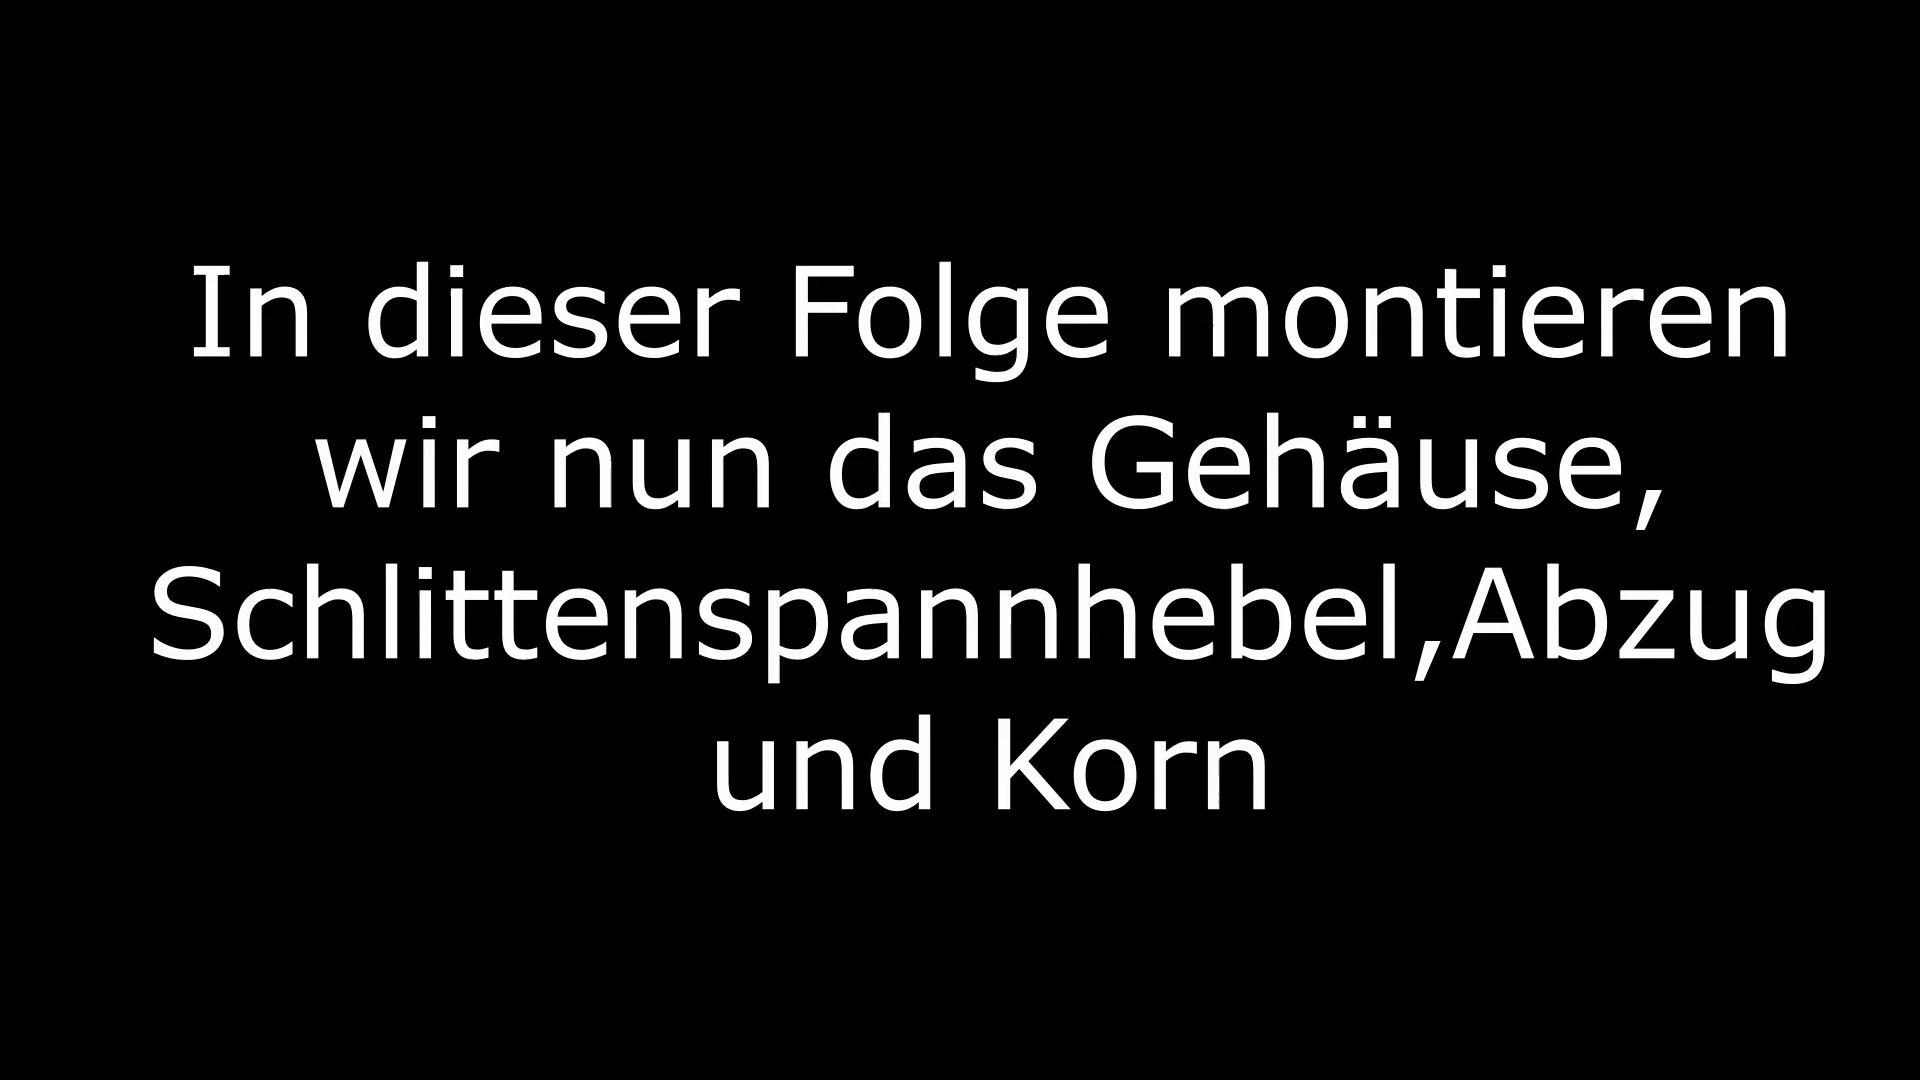 In dieser Folge montieren
wir nun das Gehäuse,
Schlittenspannhebel,Abzug
und Korn